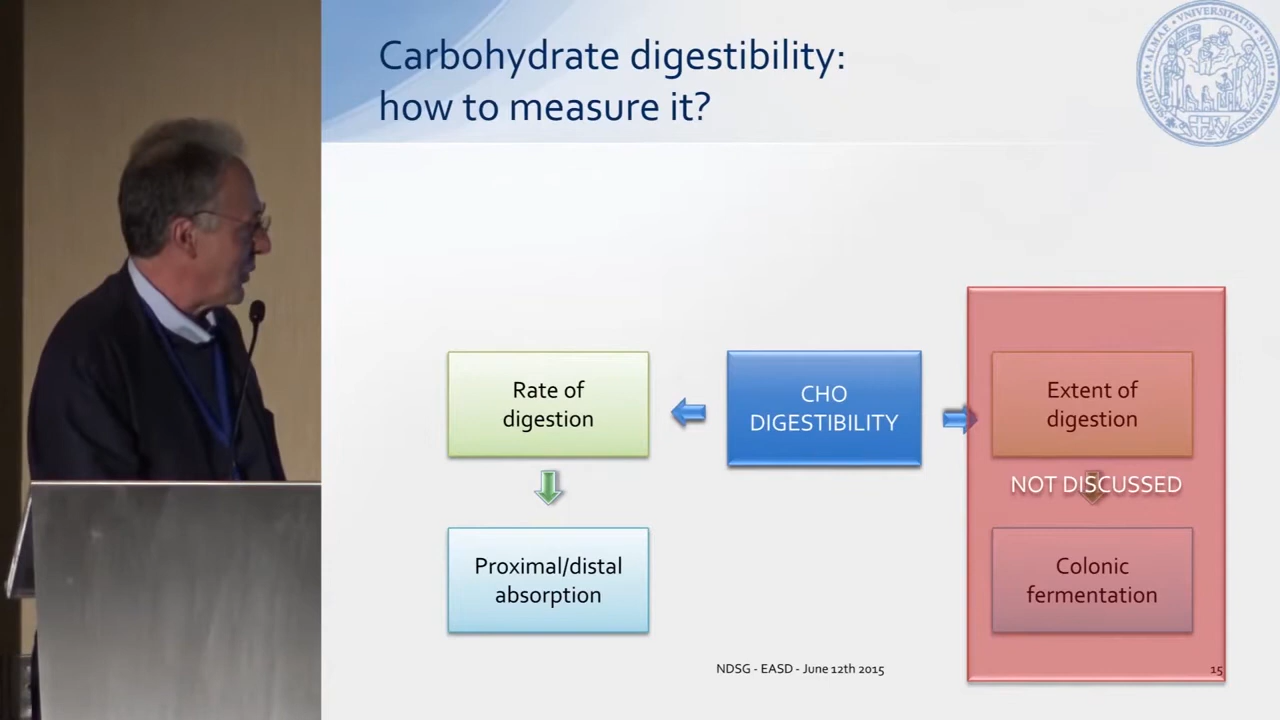 Carbohydrate digestibility:
how to measure it?
Rate of
digestion
CHO
DIGESTIBILITY
Extent of
digestion
NOT DISCUSSED
Proximal/distal
absorption
Colonic
fermentation
NDSG - EASD - June 12th 2015
15